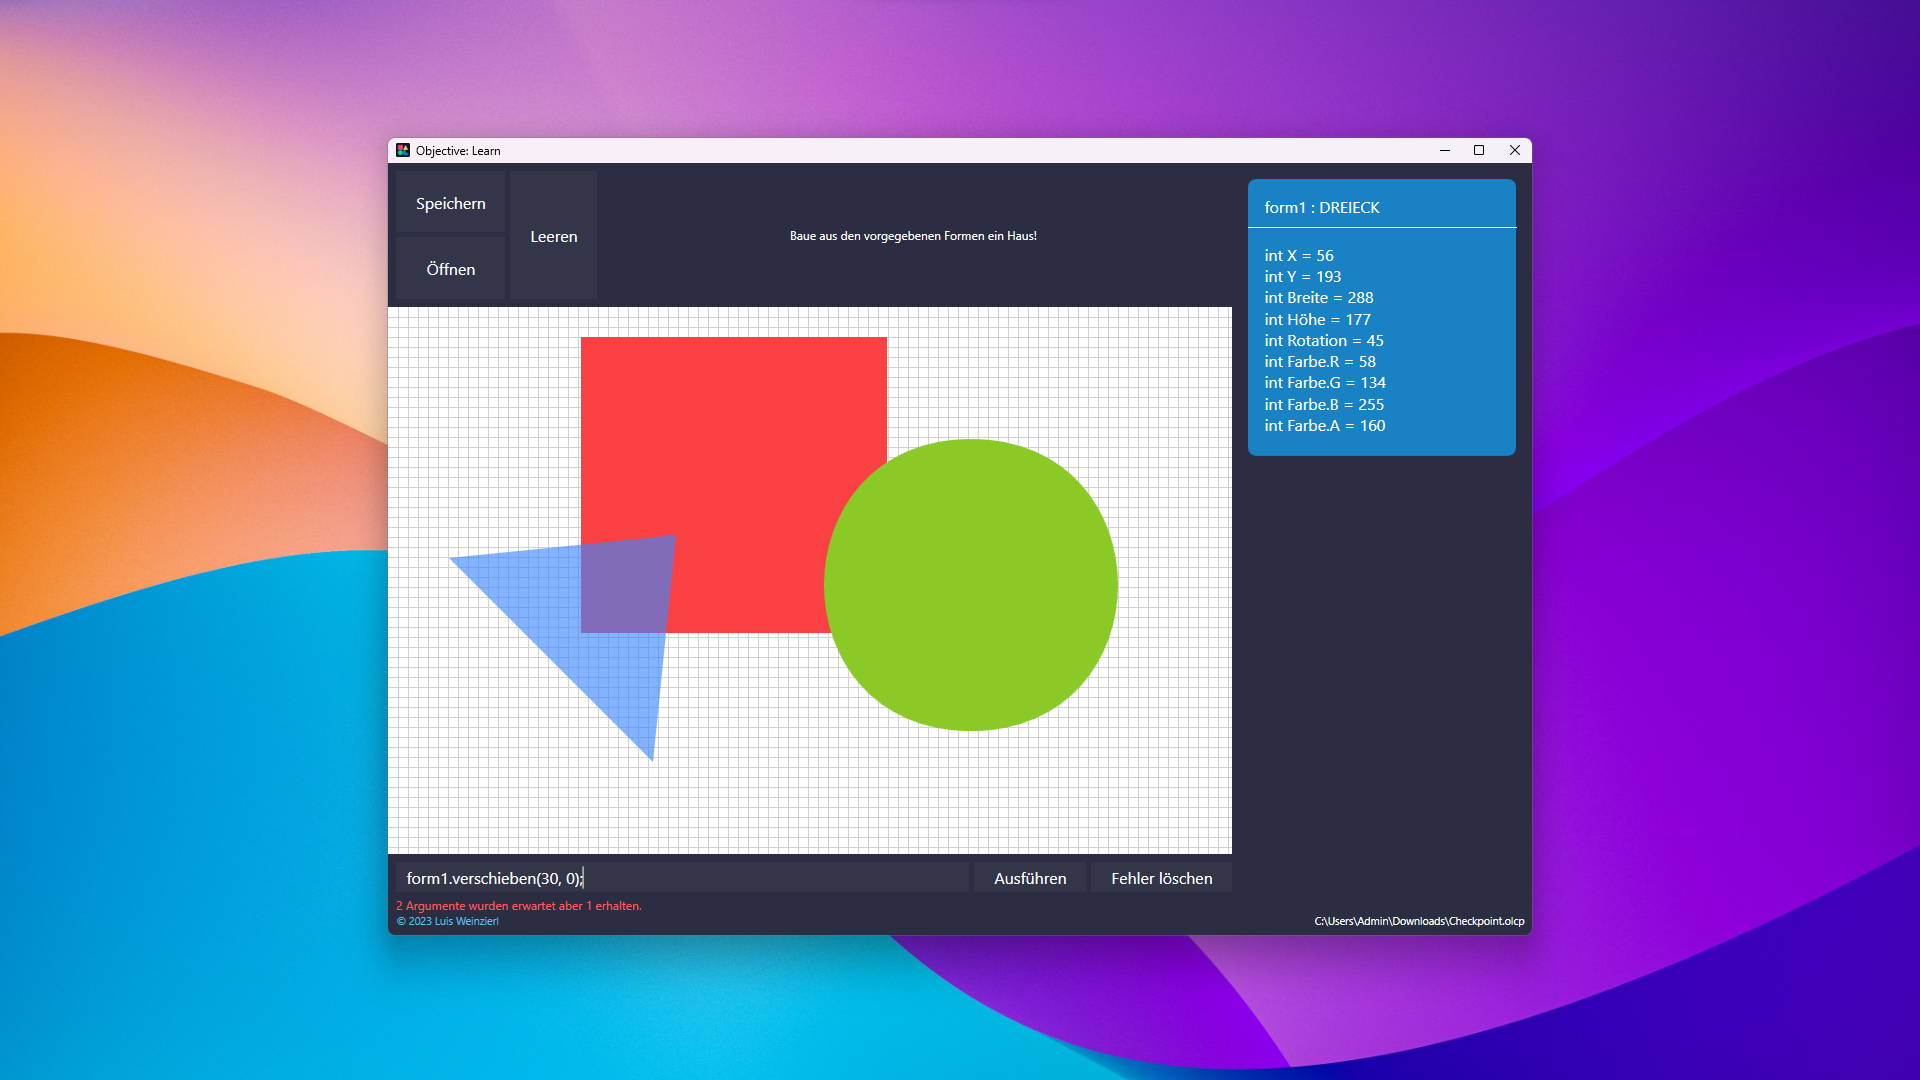 Objective: Learn
Speichern
Öffnen
Leeren
Baue aus den vorgegebenen Formen ein Haus!
form1 : DREIECK
int X = 56
int Y = 193
int Breite = 288
int Höhe = 177
int Rotation = 45
int Farbe.R = 58
int Farbe.G = 134
int Farbe.B = 255
int Farbe.A = 160
form1.verschieben(30, 0);
Ausführen
Fehler löschen
2 Argumente wurden erwartet aber 1 erhalten.
© 2023 Luis Weinzierl
C:\Users\Admin\Downloads\Checkpoint.olcp